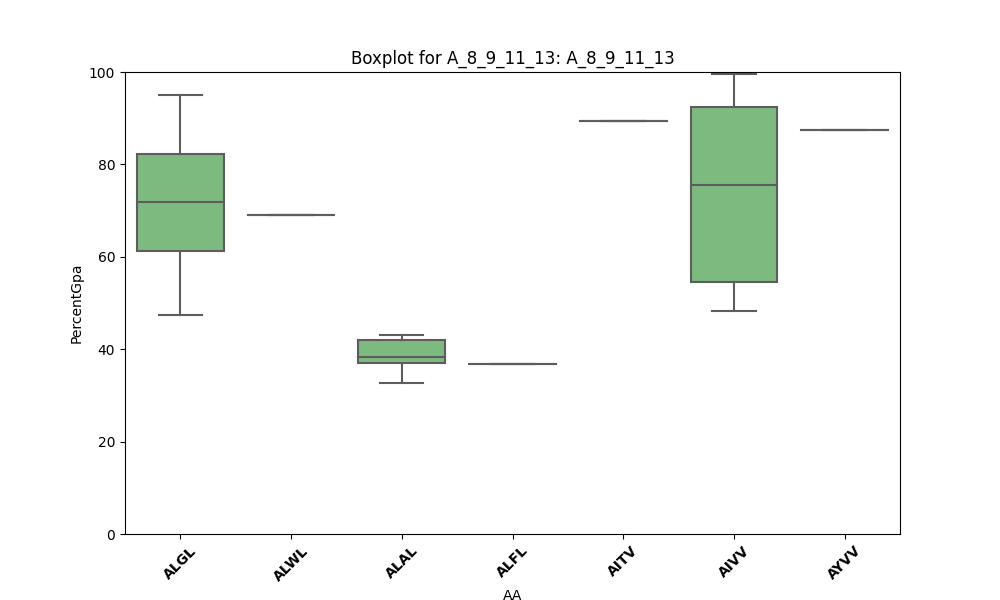 Boxplot for A_8_9_11_13: A_8_9_11_13
100
80
60
40
20
0
PercentGpa
ALGL
ALWL
ALAL
ALFL
AITV
AIVV
AYVV
AA